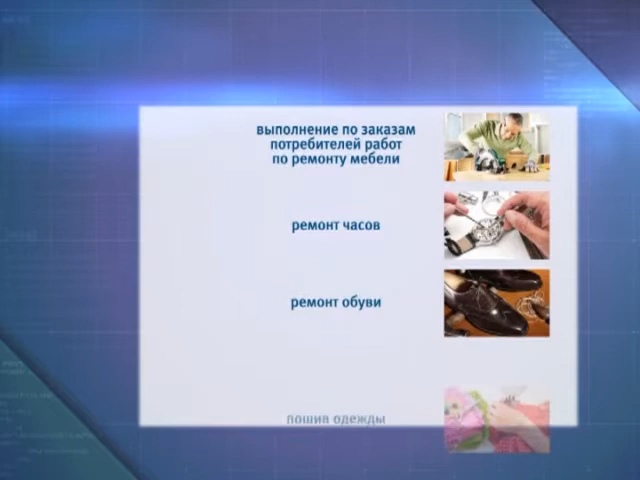 выполнение по заказам
потребителей работ
по ремонту мебели
ремонт часов
ремонт обуви
пошив одежды